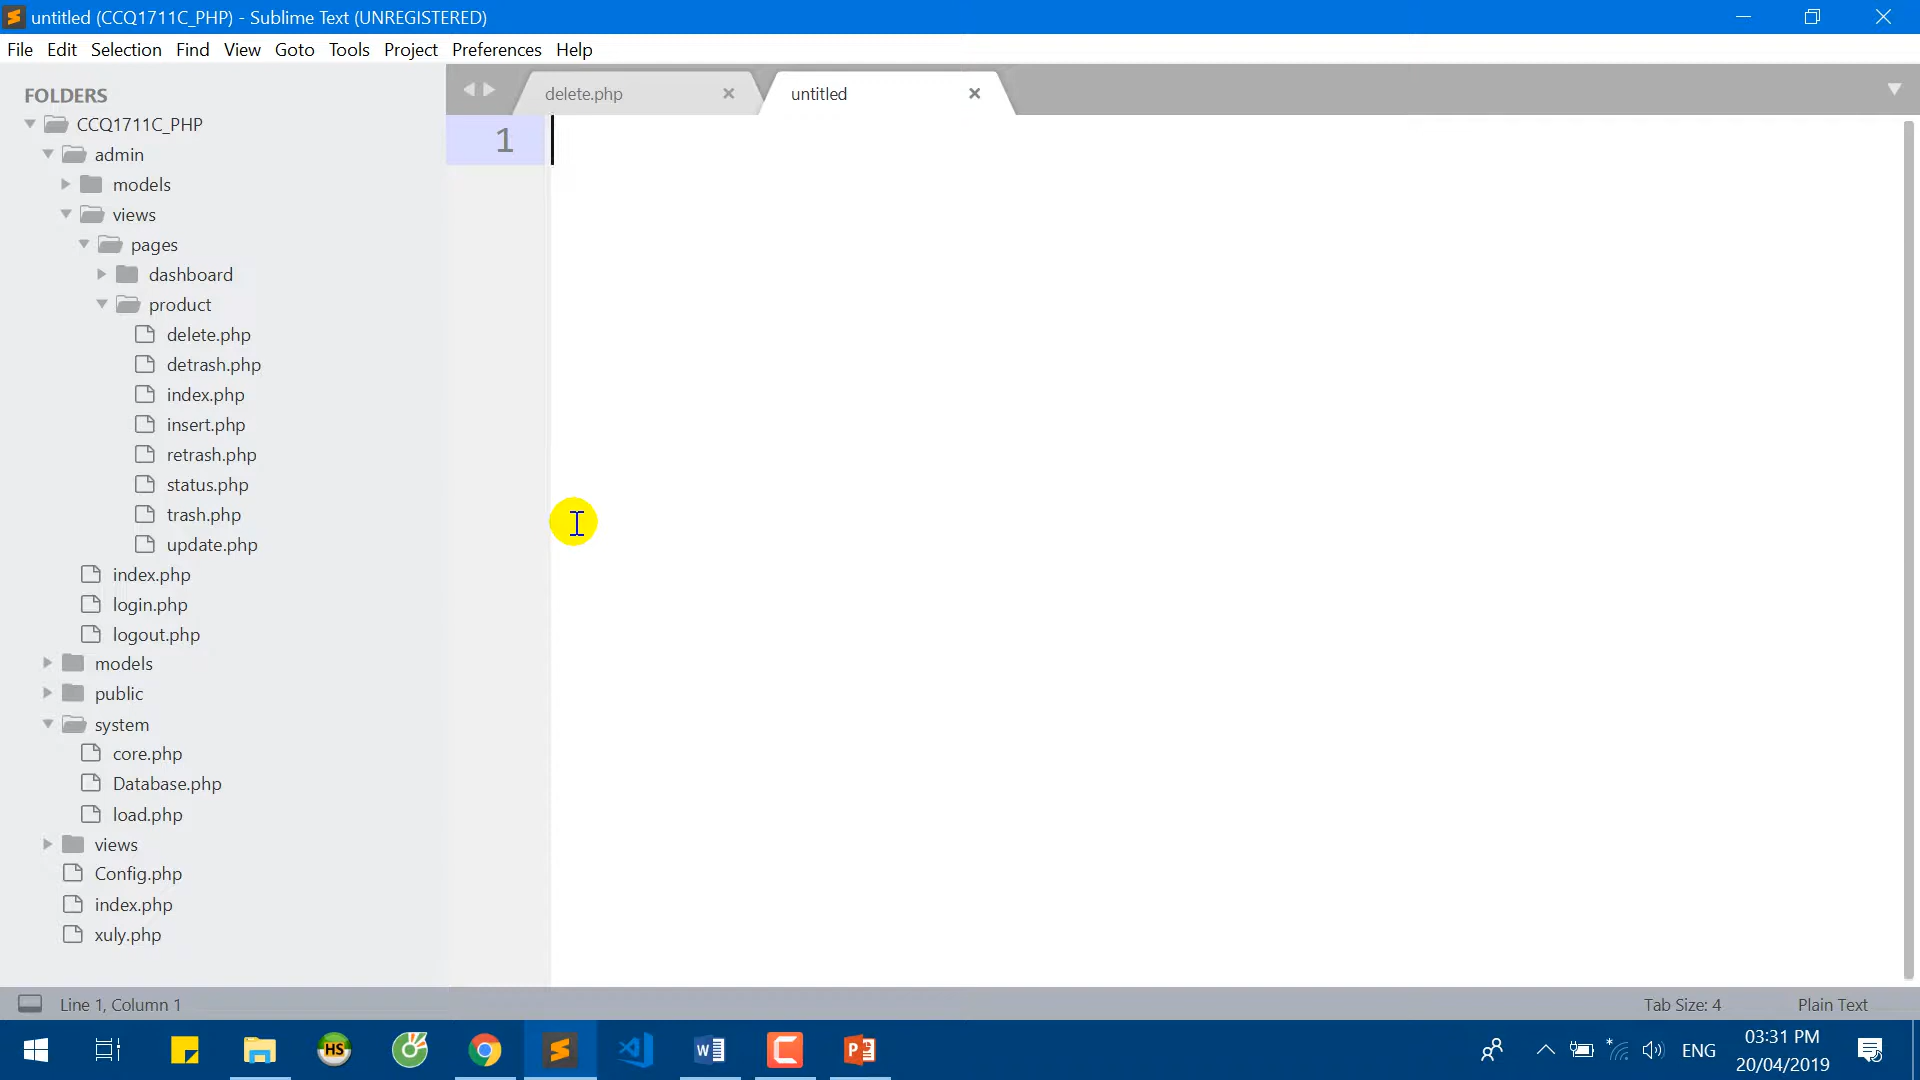 untitled (CCQ1711C_PHP) - Sublime Text (UNREGISTERED)
File Edit Selection Find View Goto Tools Project Preferences Help
FOLDERS
delete.php
untitled
1
CCQ1711C_PHP
admin
models
views
pages
dashboard
product
delete.php
detrash.php
index.php
insert.php
retrash.php
status.php
trash.php
update.php
index.php
login.php
logout.php
models
public
system
core.php
Database.php
load.php
views
Config.php
index.php
xuly.php
Line 1, Column 1
Tab Size: 4
Plain Text
HS
ENG
03:31 PM
20/04/2019